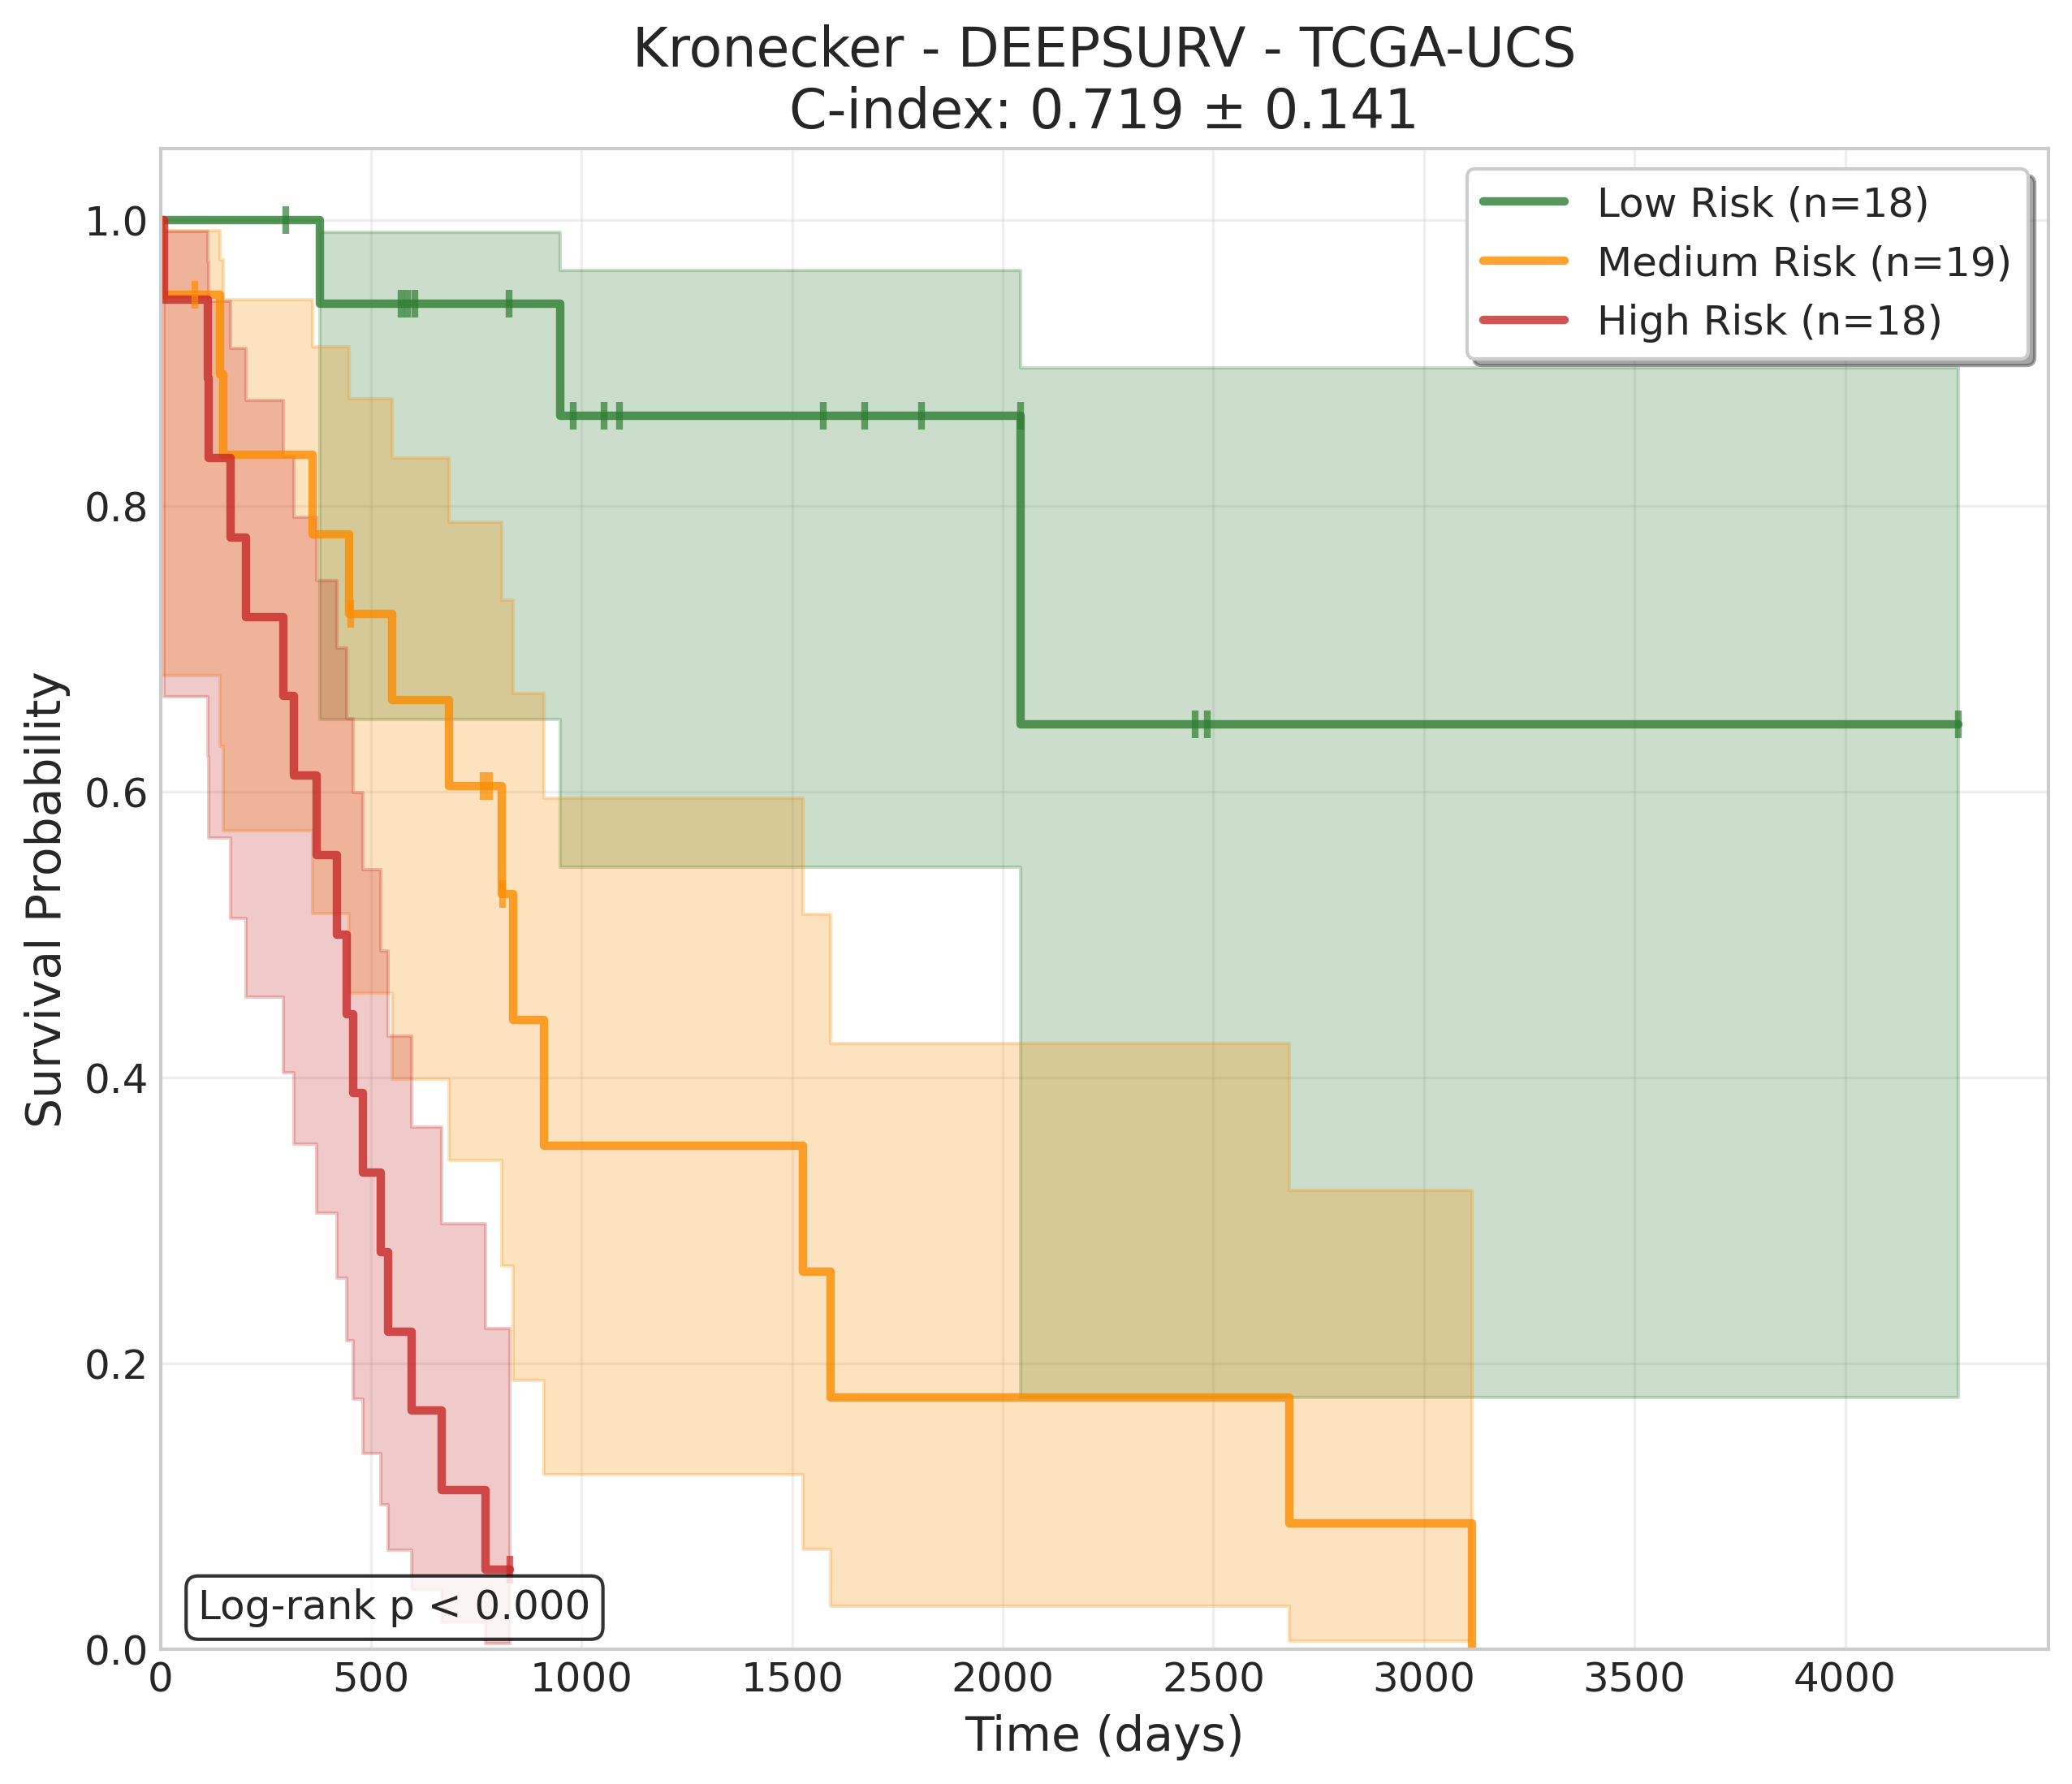 Kronecker - DEEPSURV - TCGA-UCS
C-index: 0.719 ± 0.141
Low Risk (n=18)
Medium Risk (n=19)
High Risk (n=18)
Survival Probability
1.0
0.8
0.6
0.4
0.2
0.0
Log-rank p < 0.000
0 500 1000 1500 2000 2500 3000 3500 4000
Time (days)